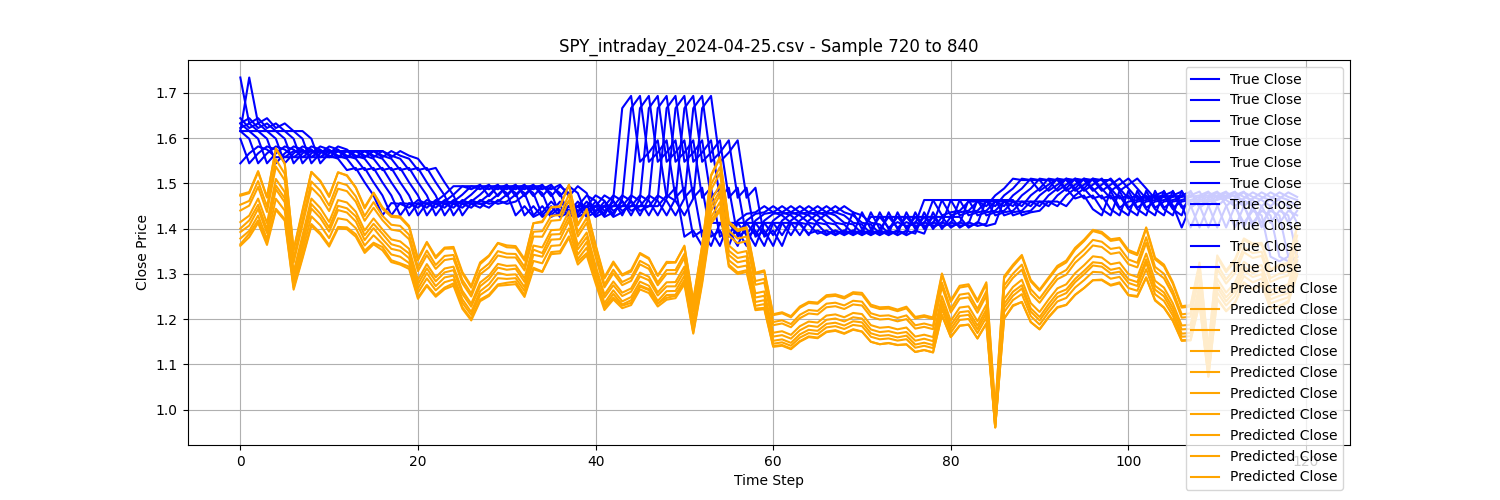 SPY_intraday_2024-04-25.csv - Sample 720 to 840
Close Price
1.7
1.6
1.5
1.4
1.3
1.2
1.1
1.0
0
20
40
60
80
100
120
Time Step
True Close
True Close
True Close
True Close
True Close
True Close
True Close
True Close
True Close
True Close
Predicted Close
Predicted Close
Predicted Close
Predicted Close
Predicted Close
Predicted Close
Predicted Close
Predicted Close
Predicted Close
Predicted Close